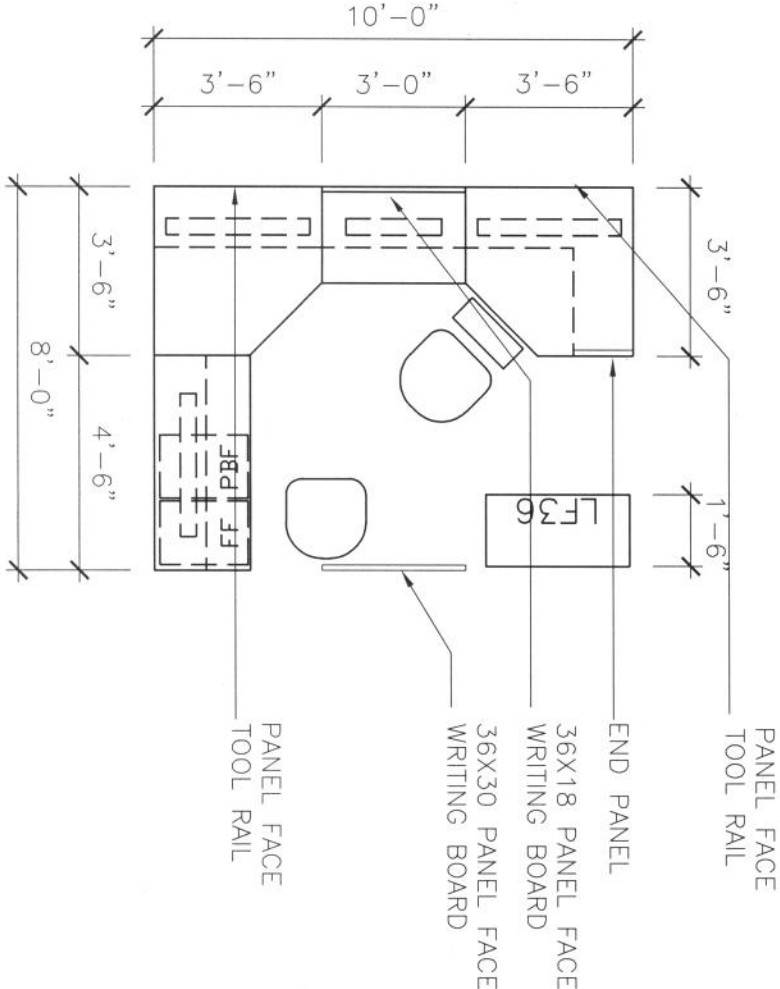 10'-0"
3'-6"
3'-0"
3'-6"
3'-6"
8'-0"
4'-6"
3'-6"
1'-6"
PBF
FF
LF36
PANEL FACE
TOOL RAIL
END PANEL
36X18 PANEL FACE
WRITING BOARD
36X30 PANEL FACE
WRITING BOARD
PANEL FACE
TOOL RAIL